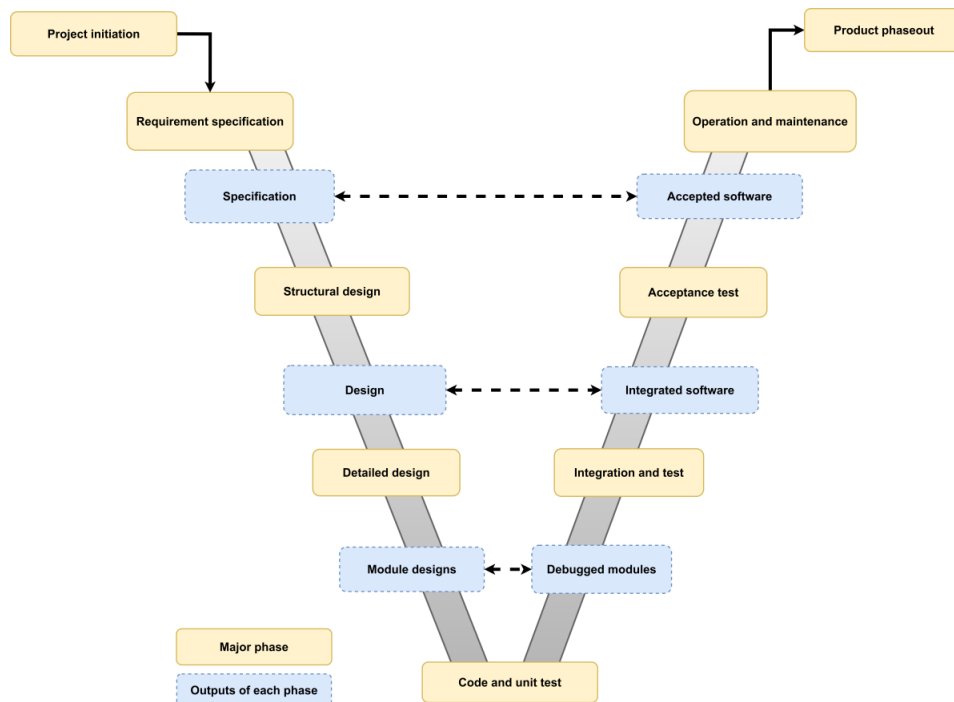 Project initiation
Product phaseout
Requirement specification
Operation and maintenance
Specification
Accepted software
Structural design
Acceptance test
Design
Integrated software
Detailed design
Integration and test
Module designs
Debugged modules
Major phase
Code and unit test
Outputs of each phase